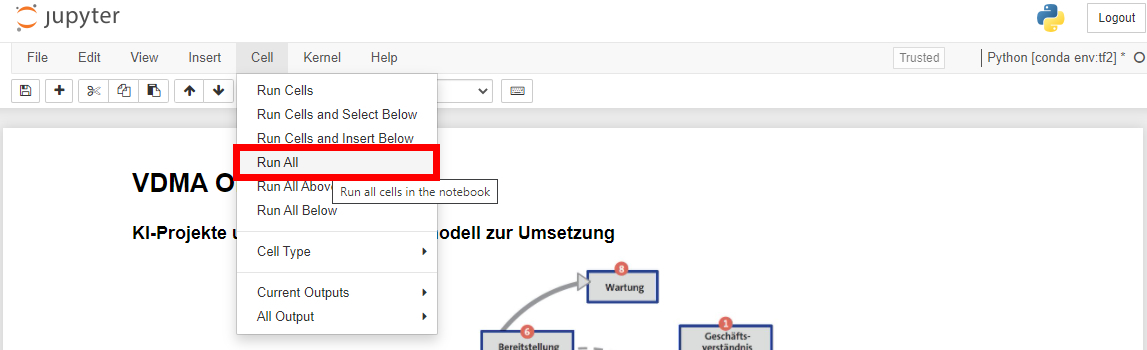 jupyter
Logout
File Edit View Insert Cell Kernel Help
Trusted
Python [conda env:tf2] *
Run Cells
Run Cells and Select Below
Run Cells and Insert Below
Run All
Run all cells in the notebook
Run All Above
Run All Below
Cell Type
Current Outputs
All Output
VDMA O
KI-Projekte u
odell zur Umsetzung
8
Wartung
6
Bereitstellung
1
Geschäfts-
verständnis